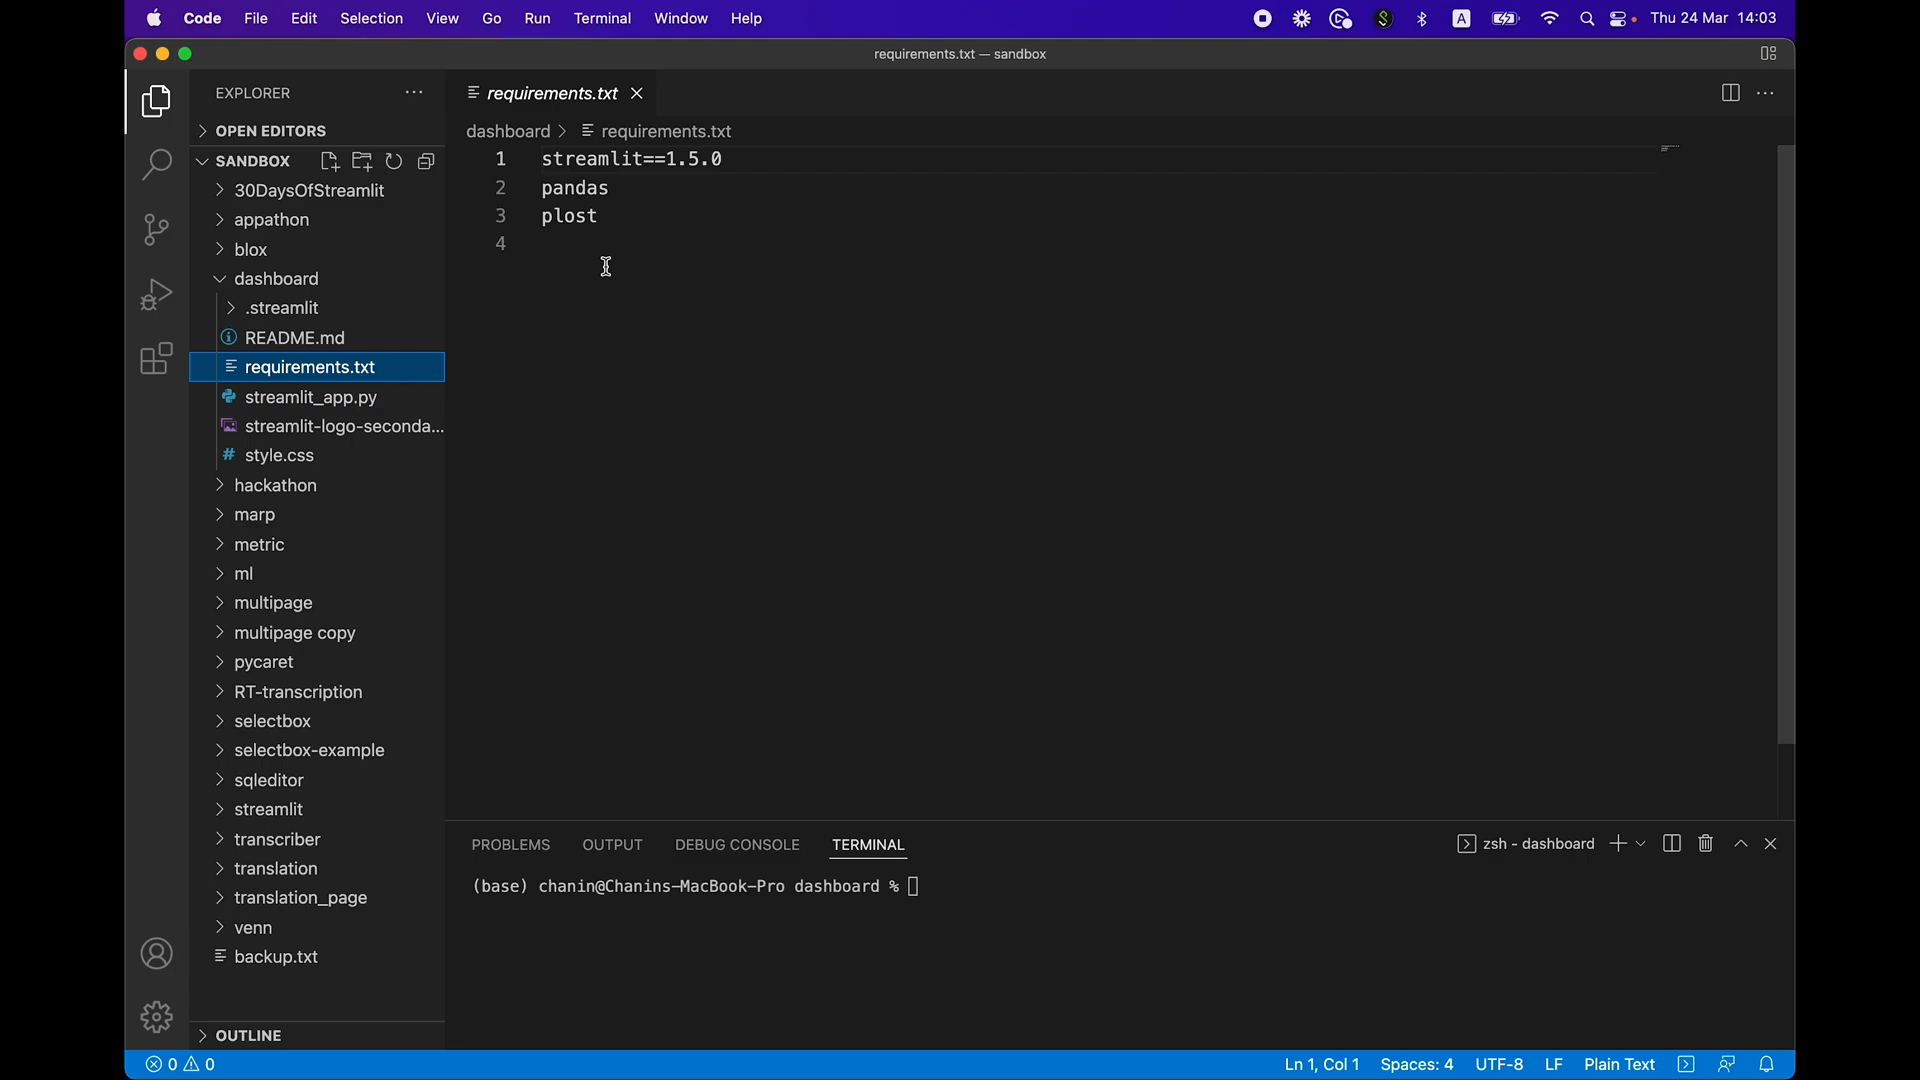 Code File Edit Selection View Go Run Terminal Window Help
A
Thu 24 Mar 14:03
requirements.txt — sandbox
EXPLORER
OPEN EDITORS
SANDBOX
30DaysOfStreamlit
appathon
blox
dashboard
.streamlit
README.md
requirements.txt
streamlit_app.py
streamlit-logo-seconda...
# style.css
hackathon
marp
metric
ml
multipage
multipage copy
pycaret
RT-transcription
selectbox
selectbox-example
sqleditor
streamlit
transcriber
translation
translation_page
venn
backup.txt
OUTLINE
requirements.txt
dashboard > requirements.txt
1 streamlit==1.5.0
2 pandas
3 plost
4
PROBLEMS OUTPUT DEBUG CONSOLE TERMINAL
zsh - dashboard
(base) chanin@Chanins-MacBook-Pro dashboard %
0 0
Ln 1, Col 1 Spaces: 4 UTF-8 LF Plain Text